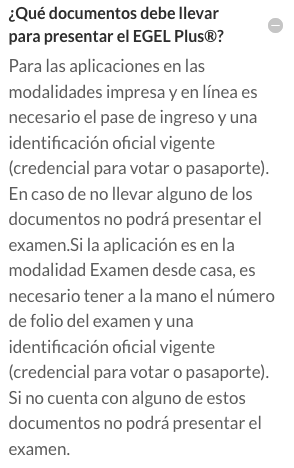 ¿Qué documentos debe llevar
para presentar el EGEL Plus®?
Para las aplicaciones en las
modalidades impresa y en línea es
necesario el pase de ingreso y una
identificación oficial vigente
(credencial para votar o pasaporte).
En caso de no llevar alguno de los
documentos no podrá presentar el
examen.Si la aplicación es en la
modalidad Examen desde casa, es
necesario tener a la mano el número
de folio del examen y una
identificación oficial vigente
(credencial para votar o pasaporte).
Si no cuenta con alguno de estos
documentos no podrá presentar el
examen.